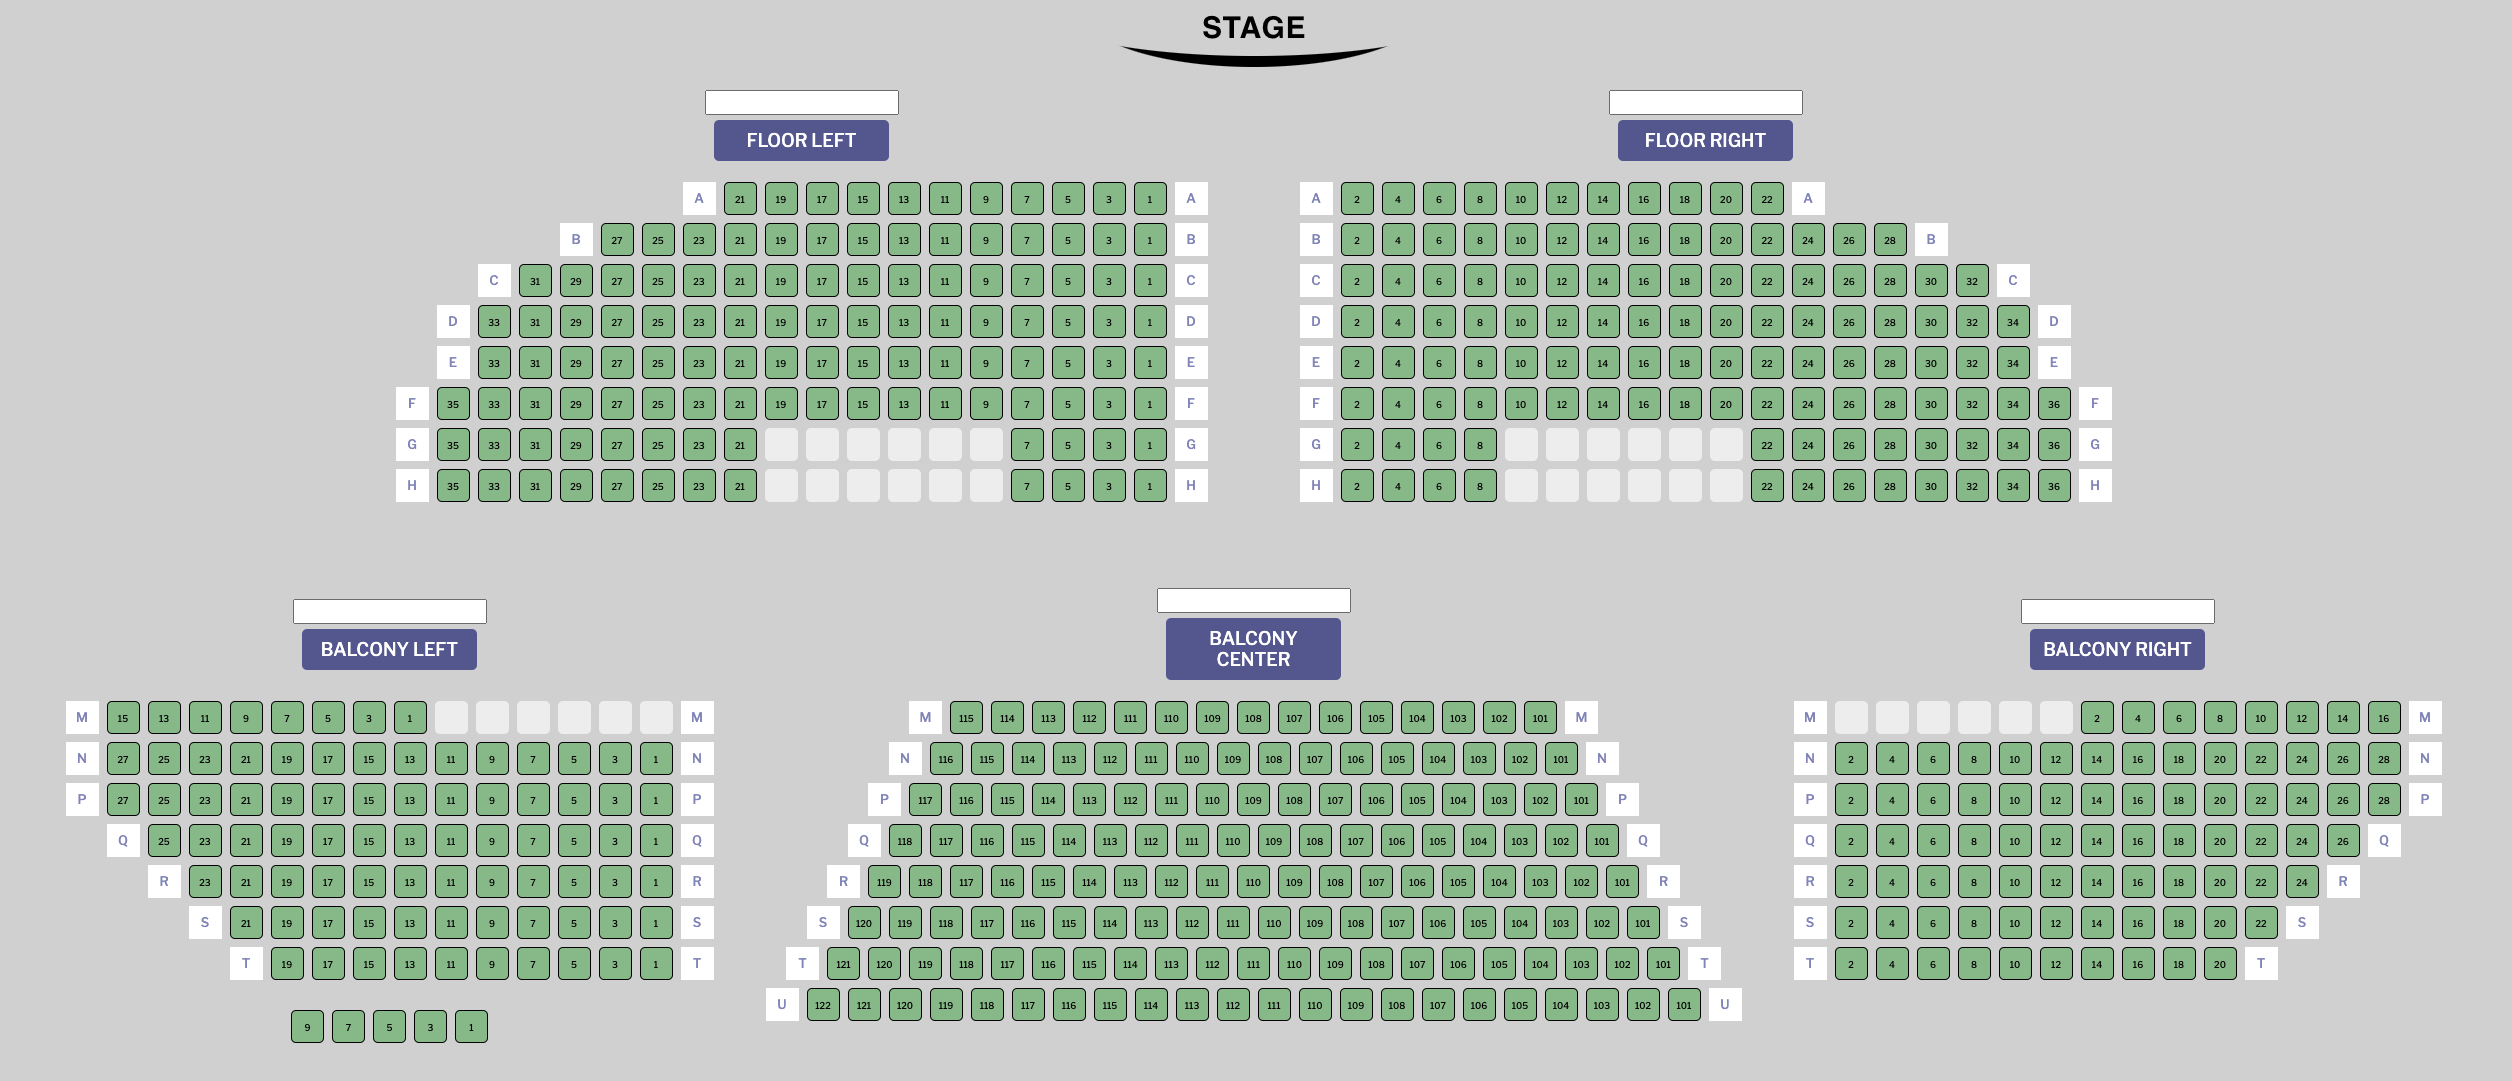 STAGE
FLOOR LEFT
A 21 19 17 15 13 11 9 7 5 3 1 A
B 27 25 23 21 19 17 15 13 11 9 7 5 3 1 B
C 31 29 27 25 23 21 19 17 15 13 11 9 7 5 3 1 C
D 33 31 29 27 25 23 21 19 17 15 13 11 9 7 5 3 1 D
E 33 31 29 27 25 23 21 19 17 15 13 11 9 7 5 3 1 E
F 35 33 31 29 27 25 23 21 19 17 15 13 11 9 7 5 3 1 F
G 35 33 31 29 27 25 23 21 7 5 3 1 G
H 35 33 31 29 27 25 23 21 7 5 3 1 H
FLOOR RIGHT
A 2 4 6 8 10 12 14 16 18 20 22 A
B 2 4 6 8 10 12 14 16 18 20 22 24 26 28 B
C 2 4 6 8 10 12 14 16 18 20 22 24 26 28 30 32 C
D 2 4 6 8 10 12 14 16 18 20 22 24 26 28 30 32 34 D
E 2 4 6 8 10 12 14 16 18 20 22 24 26 28 30 32 34 E
F 2 4 6 8 10 12 14 16 18 20 22 24 26 28 30 32 34 36 F
G 2 4 6 8 22 24 26 28 30 32 34 36 G
H 2 4 6 8 22 24 26 28 30 32 34 36 H
BALCONY LEFT
M 15 13 11 9 7 5 3 1 M
N 27 25 23 21 19 17 15 13 11 9 7 5 3 1 N
P 27 25 23 21 19 17 15 13 11 9 7 5 3 1 P
Q 25 23 21 19 17 15 13 11 9 7 5 3 1 Q
R 23 21 19 17 15 13 11 9 7 5 3 1 R
S 21 19 17 15 13 11 9 7 5 3 1 S
T 19 17 15 13 11 9 7 5 3 1 T
9 7 5 3 1
BALCONY
CENTER
M 115 114 113 112 111 110 109 108 107 106 105 104 103 102 101 M
N 116 115 114 113 112 111 110 109 108 107 106 105 104 103 102 101 N
P 117 116 115 114 113 112 111 110 109 108 107 106 105 104 103 102 101 P
Q 118 117 116 115 114 113 112 111 110 109 108 107 106 105 104 103 102 101 Q
R 119 118 117 116 115 114 113 112 111 110 109 108 107 106 105 104 103 102 101 R
S 120 119 118 117 116 115 114 113 112 111 110 109 108 107 106 105 104 103 102 101 S
T 121 120 119 118 117 116 115 114 113 112 111 110 109 108 107 106 105 104 103 102 101 T
U 122 121 120 119 118 117 116 115 114 113 112 111 110 109 108 107 106 105 104 103 102 101 U
BALCONY RIGHT
M 2 4 6 8 10 12 14 16 M
N 2 4 6 8 10 12 14 16 18 20 22 24 26 28 N
P 2 4 6 8 10 12 14 16 18 20 22 24 26 28 P
Q 2 4 6 8 10 12 14 16 18 20 22 24 26 Q
R 2 4 6 8 10 12 14 16 18 20 22 24 R
S 2 4 6 8 10 12 14 16 18 20 22 S
T 2 4 6 8 10 12 14 16 18 20 T